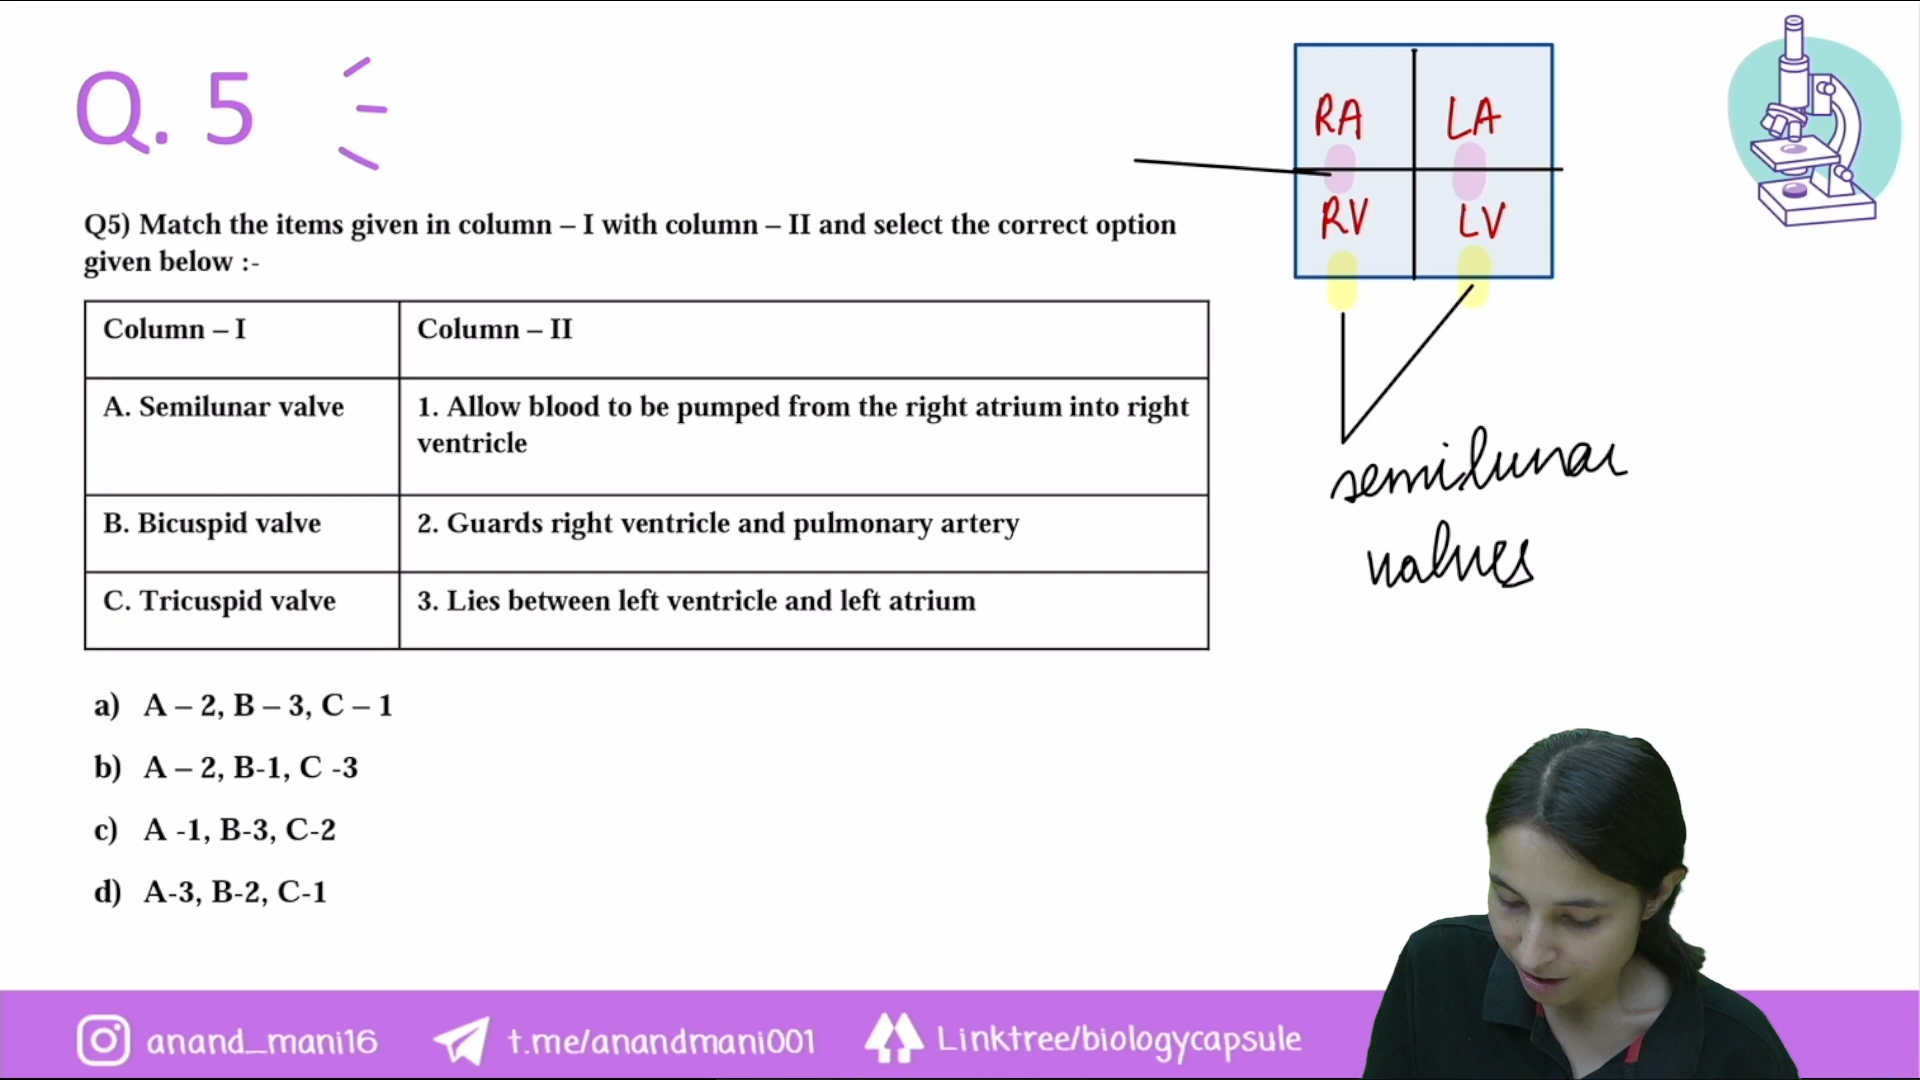 Q. 5
Q5) Match the items given in column – I with column – II and select the correct option
given below :-
Column – I
Column – II
A. Semilunar valve
1. Allow blood to be pumped from the right atrium into right
ventricle
B. Bicuspid valve
2. Guards right ventricle and pulmonary artery
C. Tricuspid valve
3. Lies between left ventricle and left atrium
a) A – 2, B – 3, C – 1
b) A – 2, B-1, C -3
c) A -1, B-3, C-2
d) A-3, B-2, C-1
RA
LA
RV
LV
semilunar
valves
anand_mani16
t.me/anandmani001
Linktree/biologycapsule